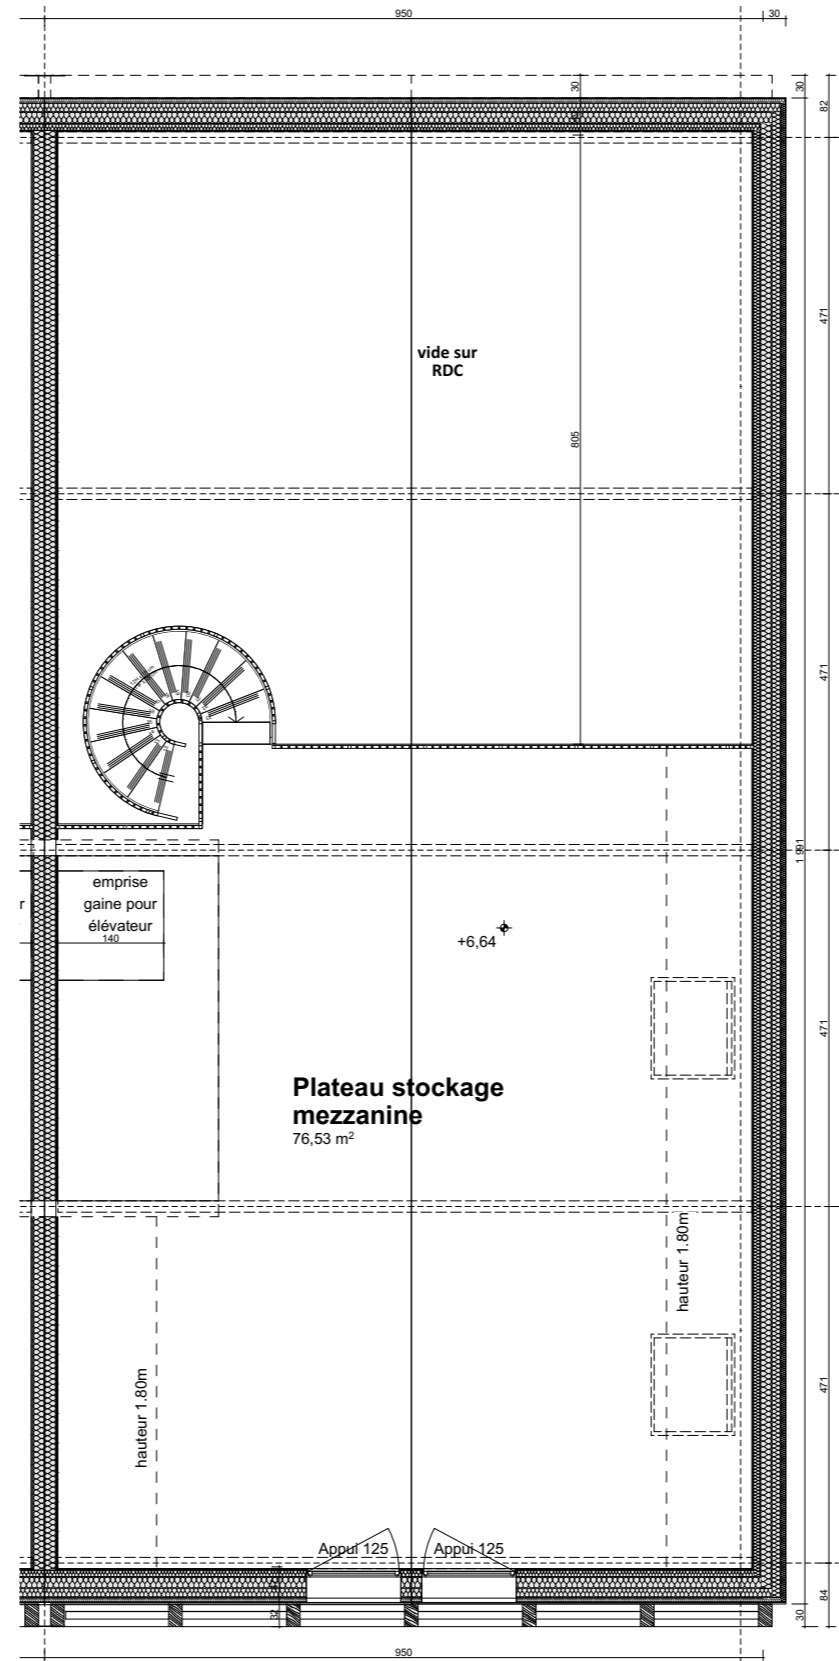 950
30
30
30
82
471
vide sur
RDC
805
471
1 991
emprise
gaine pour
élévateur
140
r
+6,64
471
Plateau stockage
mezzanine
76,53 m²
hauteur 1.80m
hauteur 1.80m
471
Appui 125
Appui 125
32
30
84
950